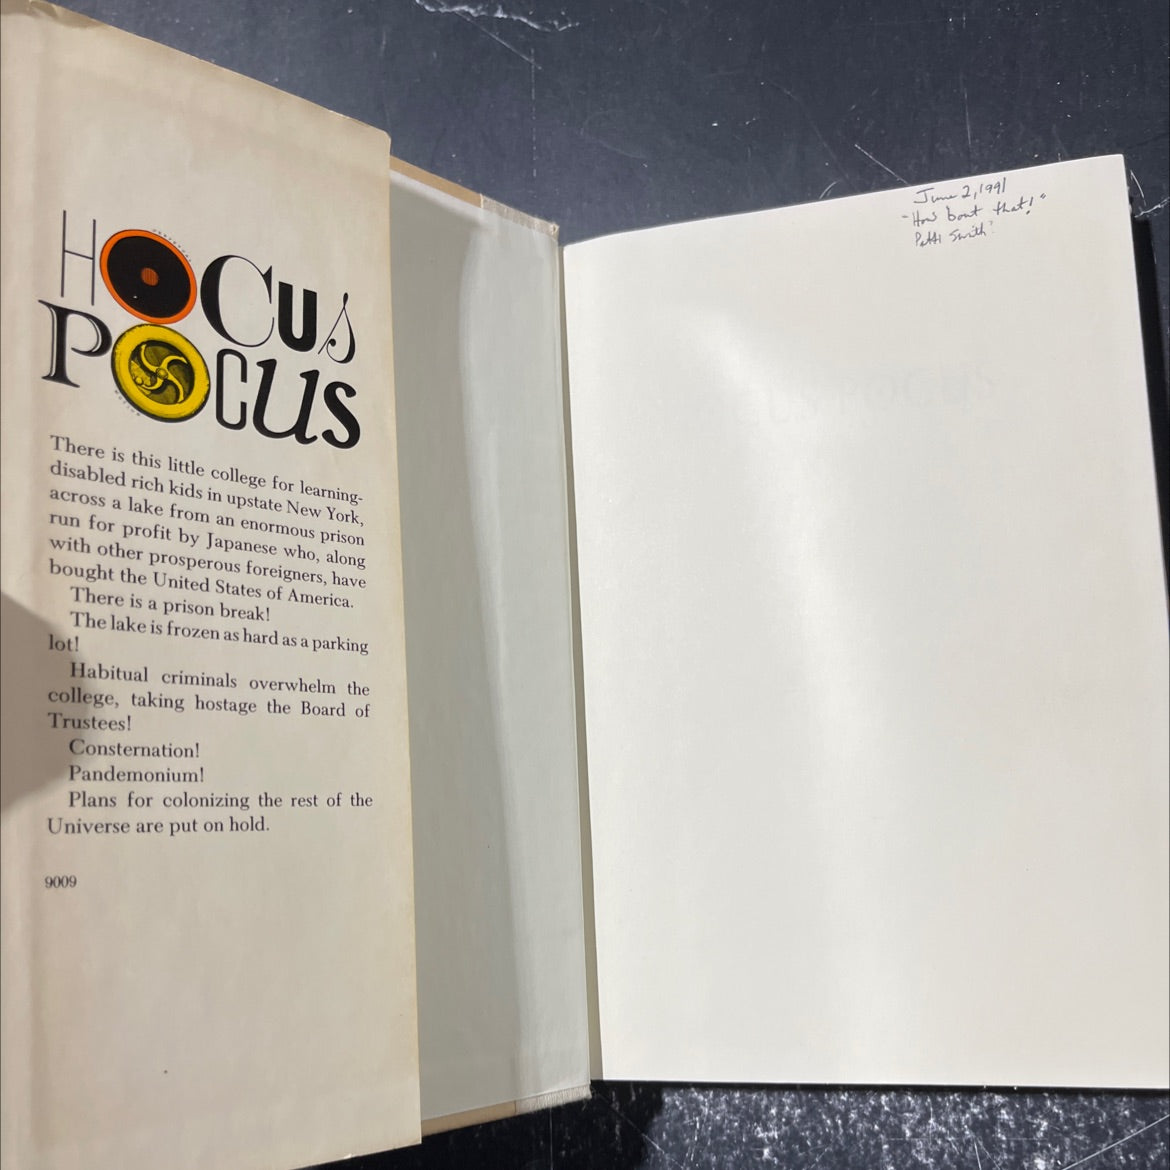 HOCUS
POCUS
There is this little college for learning-
disabled rich kids in upstate New York,
across a lake from an enormous prison
run for profit by Japanese who, along
with other prosperous foreigners, have
bought the United States of America.
There is a prison break!
The lake is frozen as hard as a parking
lot!
Habitual criminals overwhelm the
college, taking hostage the Board of
Trustees!
Consternation!
Pandemonium!
Plans for colonizing the rest of the
Universe are put on hold.
9009
June 2, 1991
"How bout that!"
Patti Smith